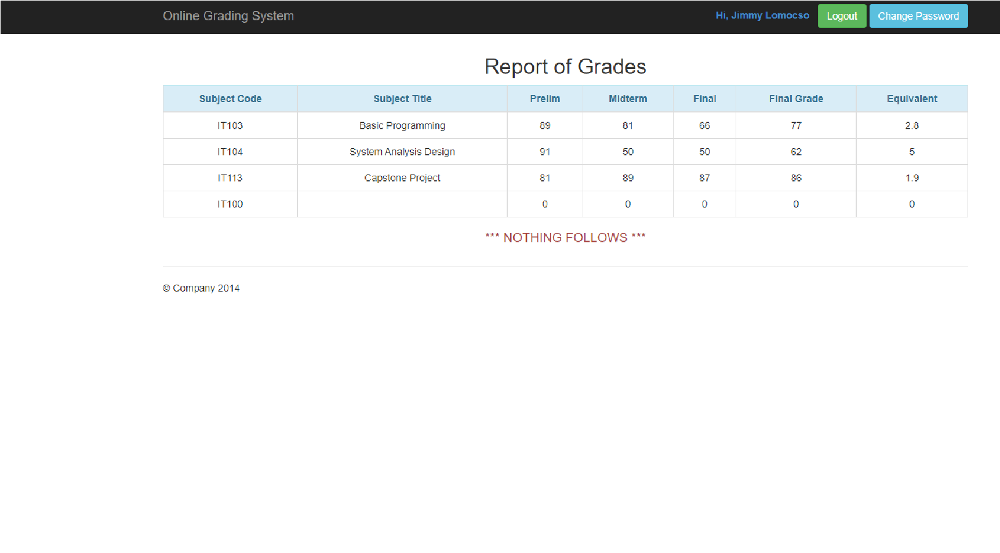 Online Grading System Hi, Jimmy Lomocso Logout Change Password
Report of Grades
Subject Code Subject Title Prelim Midterm Final Final Grade Equivalent
IT103 Basic Programming 89 81 66 77 2.8
IT104 System Analysis Design 91 50 50 62 5
IT113 Capstone Project 81 89 87 86 1.9
IT100 0 0 0 0 0
*** NOTHING FOLLOWS ***
© Company 2014